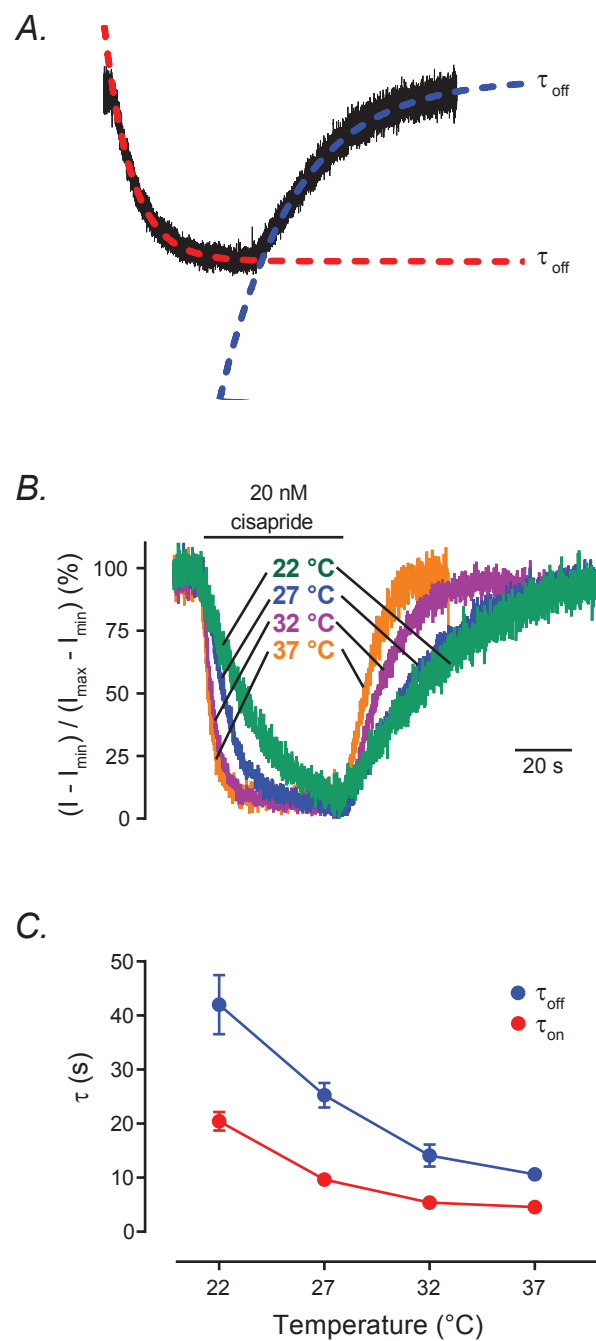 A.
τoff
τoff
B.
20 nM
cisapride
(I - Imin) / (Imax - Imin) (%)
100
75
50
25
0
22 °C
27 °C
32 °C
37 °C
20 s
C.
τ (s)
50
40
30
20
10
0
τoff
τon
22 27 32 37
Temperature (°C)